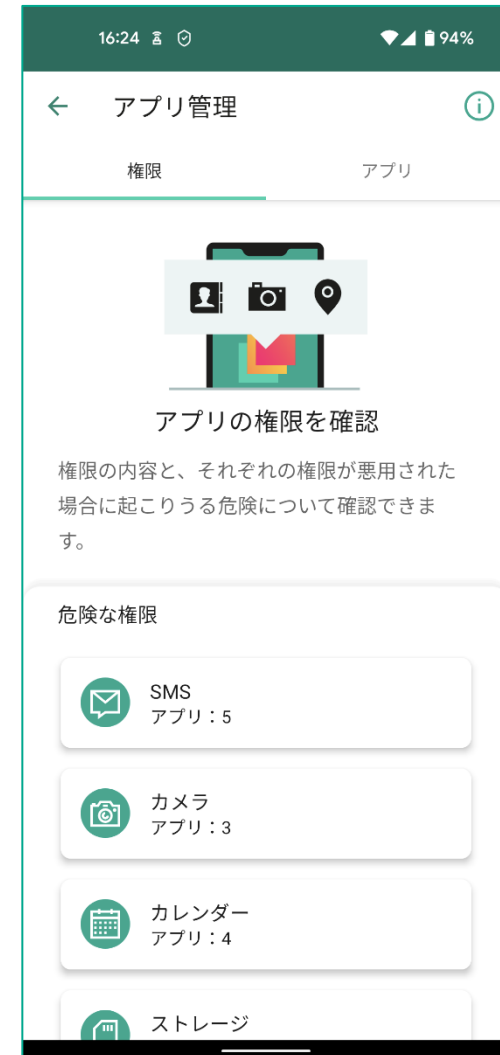 16:24
94%
アプリ管理
権限
アプリ
アプリの権限を確認
権限の内容と、それぞれの権限が悪用された
場合に起こりうる危険について確認できま
す。
危険な権限
SMS
アプリ：5
カメラ
アプリ：3
カレンダー
アプリ：4
ストレージ